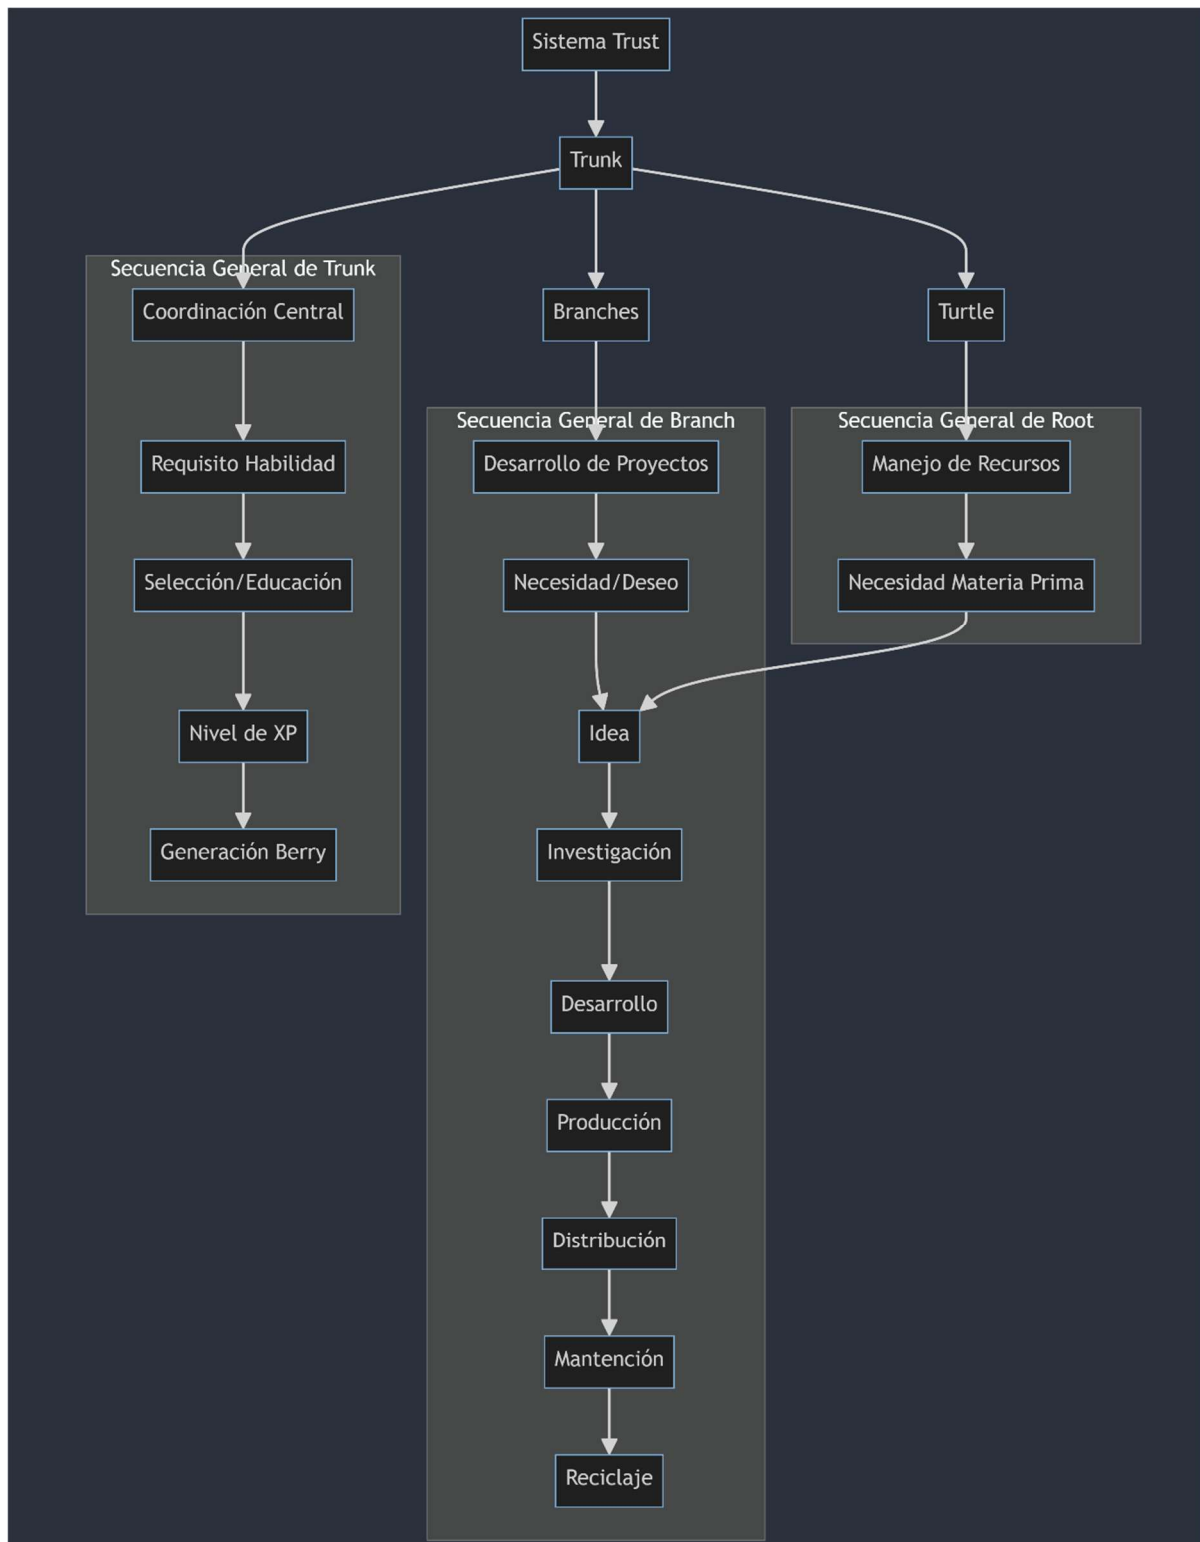 Sistema Trust
Trunk
Secuencia General de Trunk
Coordinación Central
Branches
Turtle
Secuencia General de Branch
Secuencia General de Root
Requisito Habilidad
Desarrollo de Proyectos
Manejo de Recursos
Selección/Educación
Necesidad/Deseo
Necesidad Materia Prima
Nivel de XP
Idea
Generación Berry
Investigación
Desarrollo
Producción
Distribución
Mantención
Reciclaje